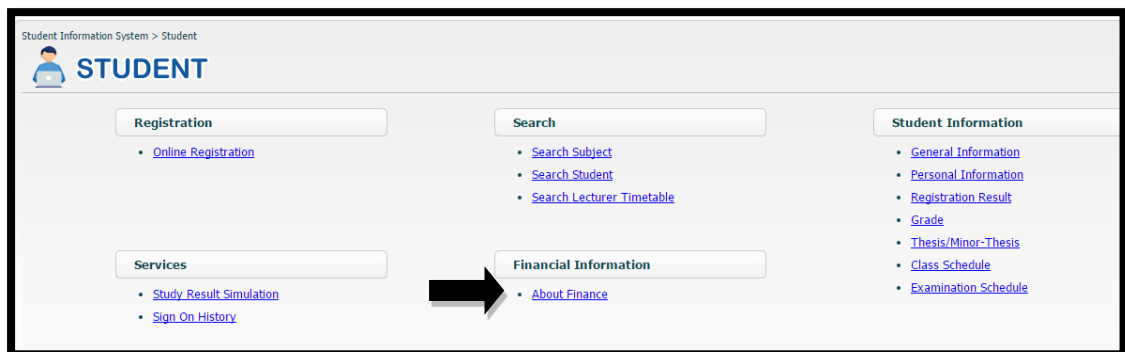 Student Information System > Student
STUDENT
Registration
Online Registration
Search
Search Subject
Search Student
Search Lecturer Timetable
Student Information
General Information
Personal Information
Registration Result
Grade
Thesis/Minor-Thesis
Class Schedule
Examination Schedule
Services
Study Result Simulation
Sign On History
Financial Information
About Finance